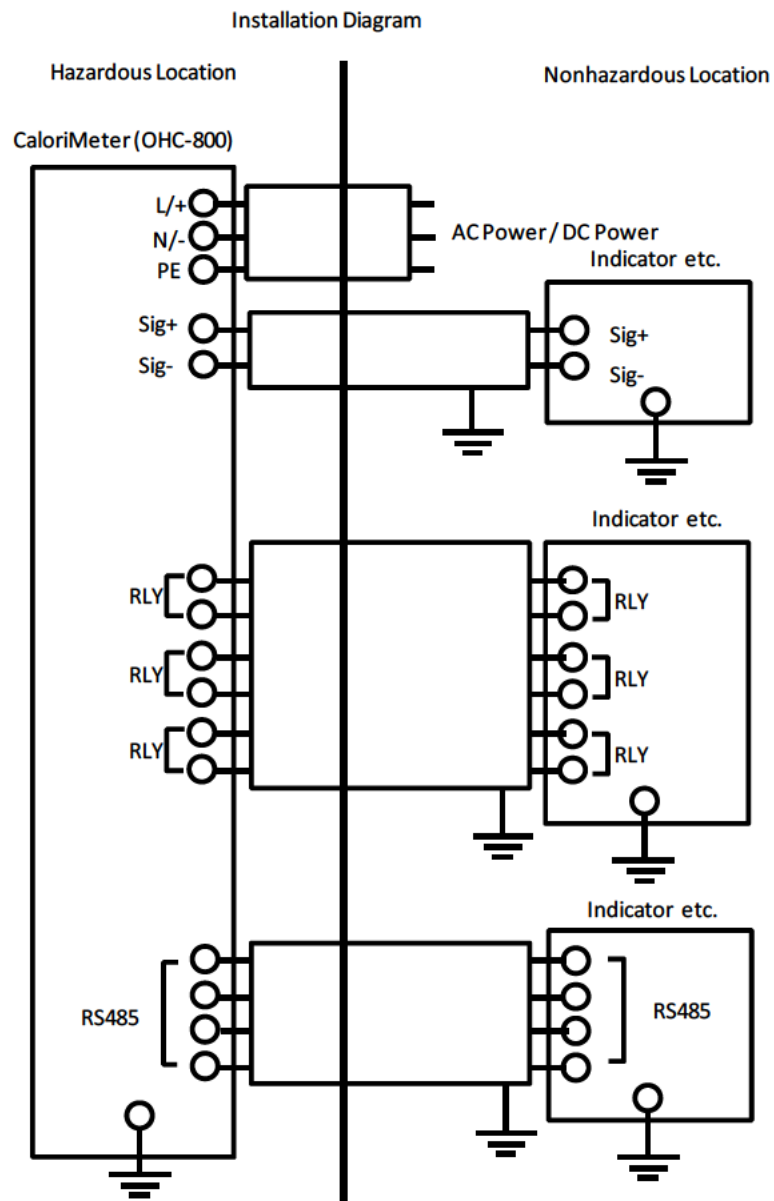 Installation Diagram
Hazardous Location
Nonhazardous Location
CaloriMeter (OHC-800)
L/+
N/-
PE
AC Power / DC Power
Indicator etc.
Sig+
Sig-
Sig+
Sig-
Indicator etc.
RLY
RLY
RLY
RLY
RLY
RLY
Indicator etc.
RS485
RS485